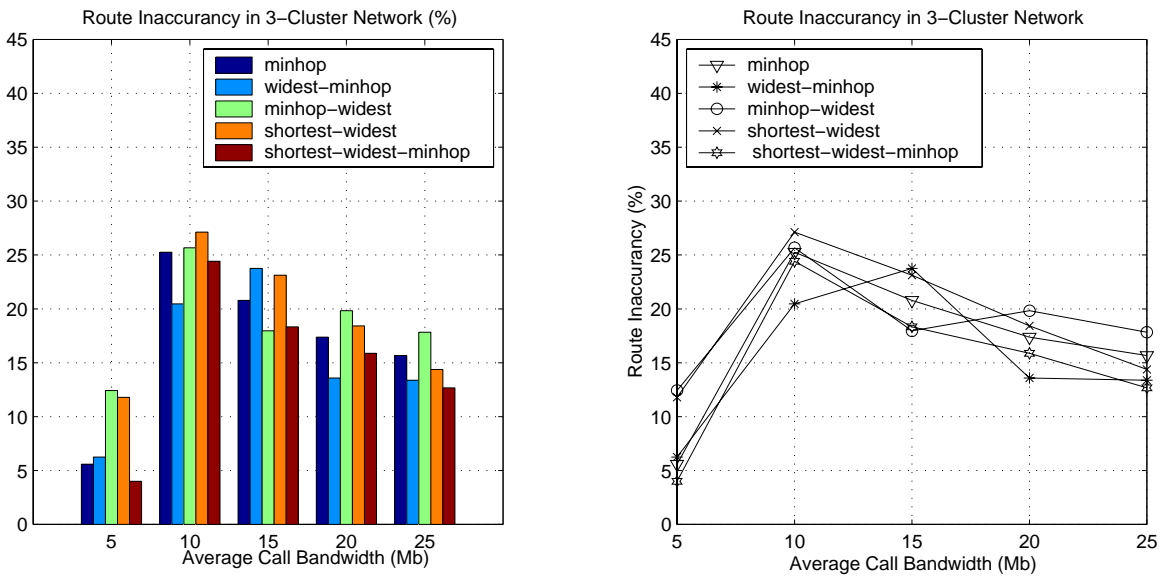 Route Inaccurancy in 3−Cluster Network (%)
45
40
35
30
25
20
15
10
5
0
minhop
widest−minhop
minhop−widest
shortest−widest
shortest−widest−minhop
5
10
15
20
25
Average Call Bandwidth (Mb)
Route Inaccurancy in 3−Cluster Network
Route Inaccurancy (%)
45
40
35
30
25
20
15
10
5
0
minhop
widest−minhop
minhop−widest
shortest−widest
shortest−widest−minhop
5
10
15
20
25
Average Call Bandwidth (Mb)